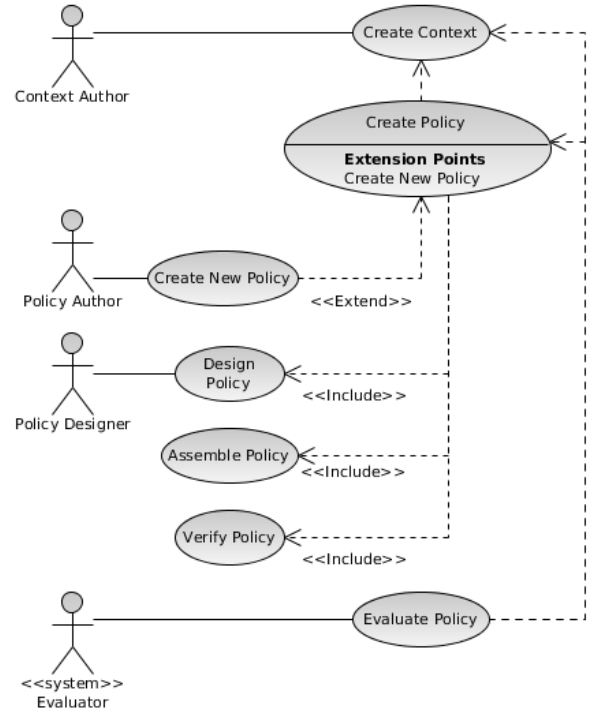 Create Context
Context Author
Create Policy
Extension Points
Create New Policy
Create New Policy
Policy Author
<<Extend>>
Design
Policy
<<Include>>
Policy Designer
Assemble Policy
<<Include>>
Verify Policy
<<Include>>
Evaluate Policy
<<system>>
Evaluator